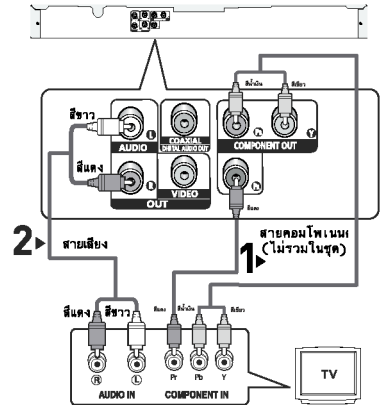 สีน้ำเงิน
สีเขียว
สีขาว
L
AUDIO
COAXIAL
DIGITAL AUDIO OUT
Pb
Y
COMPONENT OUT
สีแดง
R
VIDEO
OUT
Pr
สีแดง
2
สายเสียง
1
สายคอมโพเนนต
(ไม่รวมในชุด)
สีแดง
สีขาว
สีแดง
สีน้ำเงิน
สีเขียว
R
L
Pr
Pb
Y
AUDIO IN
COMPONENT IN
TV